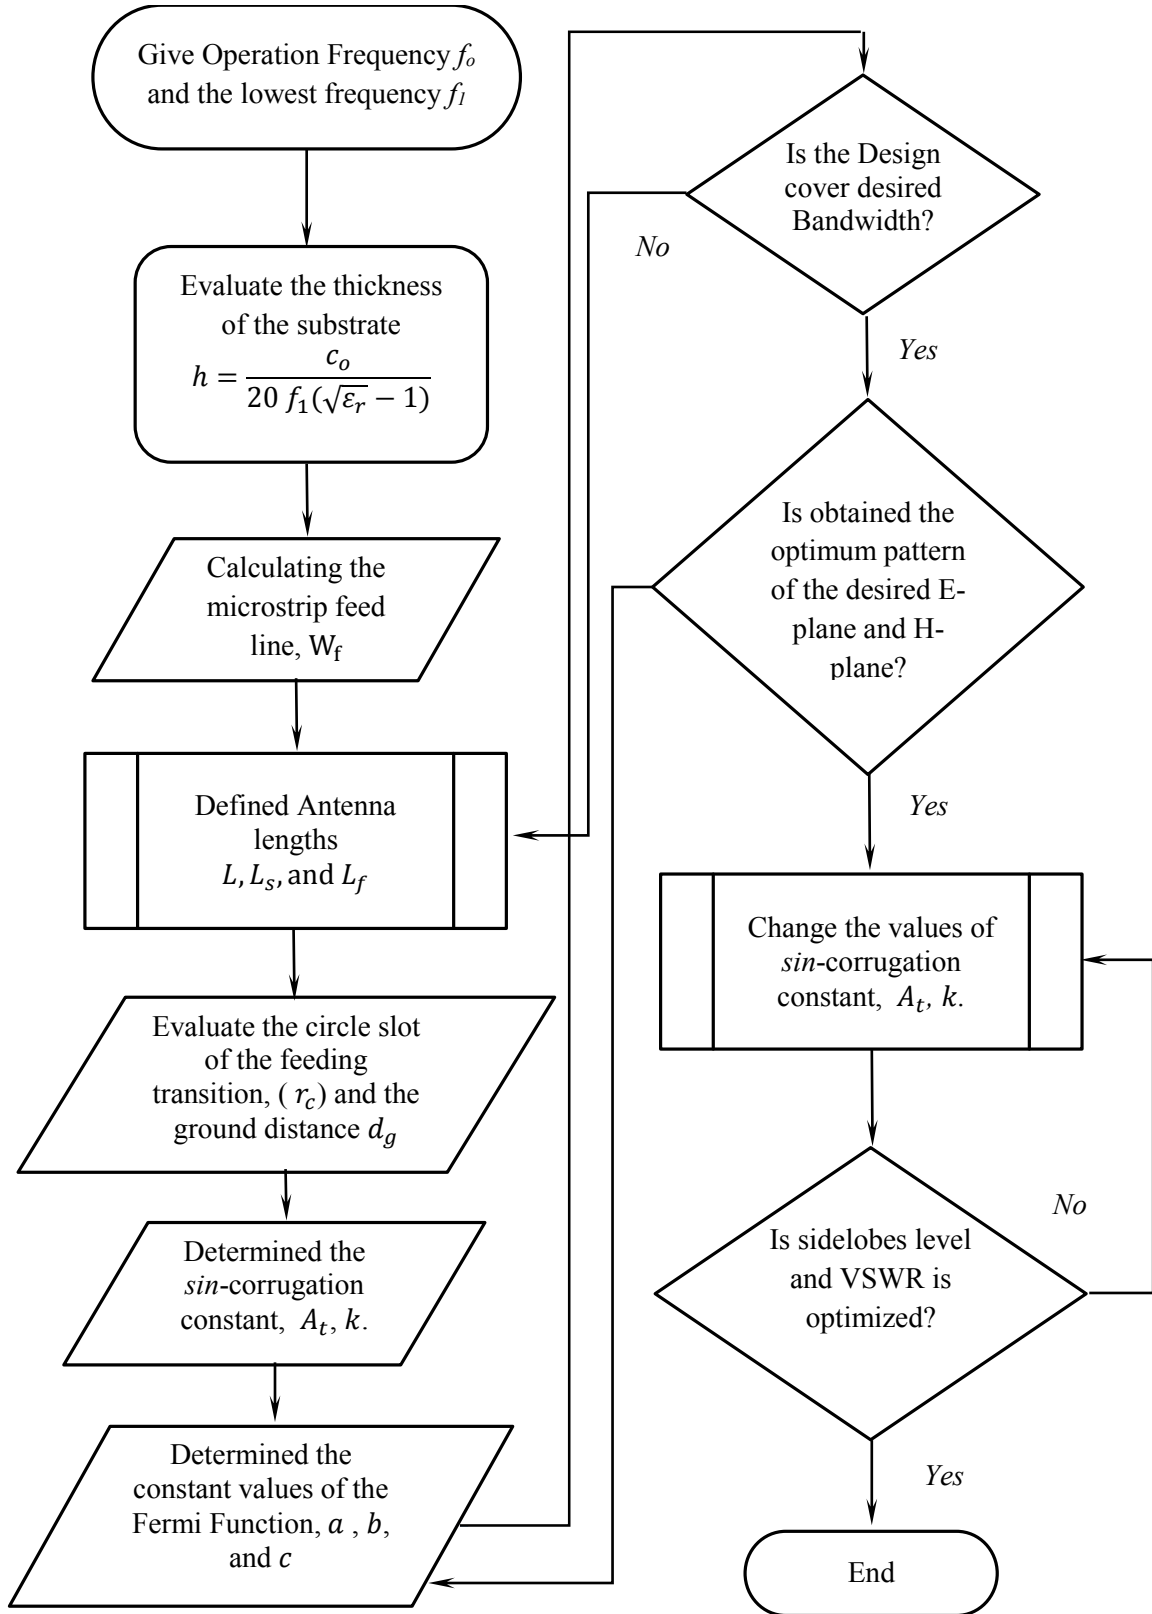 Give Operation Frequency fₒ
and the lowest frequency f₁
Evaluate the thickness
of the substrate
h = cₒ / (20 f₁(√εᵣ − 1))
Calculating the
microstrip feed
line, W_f
Defined Antenna
lengths
L, Lₛ, and L_f
Evaluate the circle slot
of the feeding
transition, ( r_c) and the
ground distance d_g
Determined the
sin-corrugation
constant, Aₜ, k.
Determined the
constant values of the
Fermi Function, a , b,
and c
Is the Design
cover desired
Bandwidth?
No
Yes
Is obtained the
optimum pattern
of the desired E-
plane and H-
plane?
Yes
Change the values of
sin-corrugation
constant, Aₜ, k.
Is sidelobes level
and VSWR is
optimized?
No
Yes
End